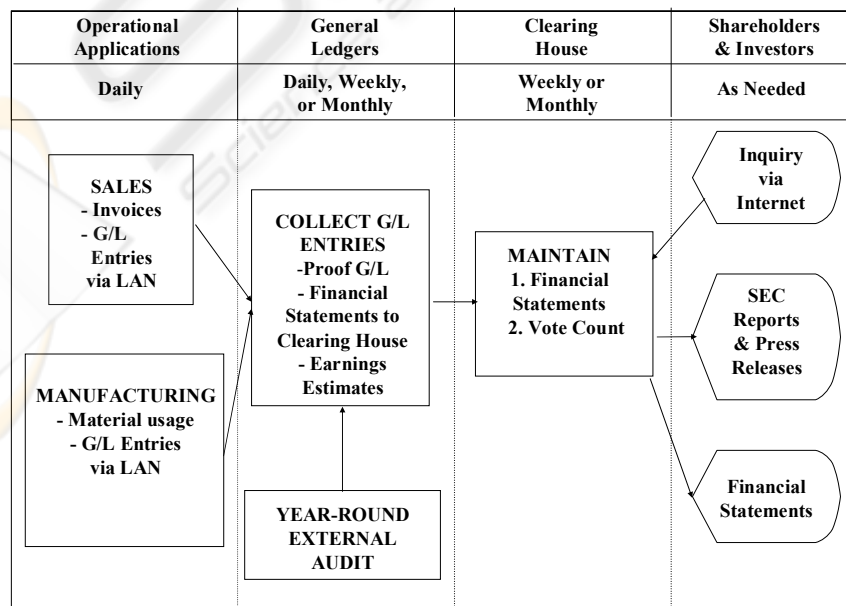 Operational
Applications
General
Ledgers
Clearing
House
Shareholders
& Investors
Daily
Daily, Weekly,
or Monthly
Weekly or
Monthly
As Needed
SALES
- Invoices
- G/L
Entries
via LAN
MANUFACTURING
- Material usage
- G/L Entries
via LAN
COLLECT G/L
ENTRIES
-Proof G/L
- Financial
Statements to
Clearing House
- Earnings
Estimates
YEAR-ROUND
EXTERNAL
AUDIT
MAINTAIN
1. Financial
Statements
2. Vote Count
Inquiry
via
Internet
SEC
Reports
& Press
Releases
Financial
Statements
Science